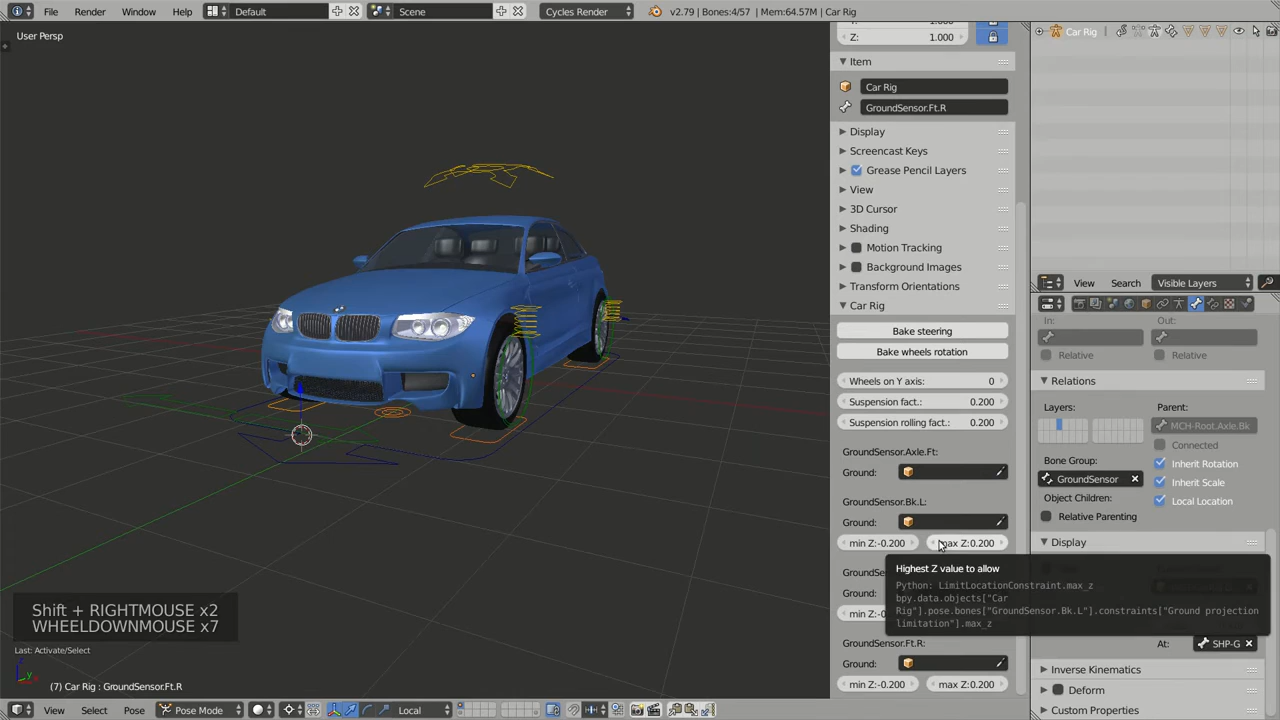 File Render Window Help Default Scene Cycles Render v2.79 | Bones:4/57 | Mem:64.57M | Car Rig
User Persp
Z: 1.000
Item
Car Rig
GroundSensor.Ft.R
Display
Screencast Keys
Grease Pencil Layers
View
3D Cursor
Shading
Motion Tracking
Background Images
Transform Orientations
Car Rig
Bake steering
Bake wheels rotation
Wheels on Y axis: 0
Suspension fact.: 0.200
Suspension rolling fact.: 0.200
GroundSensor.Axle.Ft:
Ground:
GroundSensor.Bk.L:
Ground:
min Z:-0.200 max Z:0.200
Highest Z value to allow
Python: LimitLocationConstraint.max_z
bpy.data.objects["Car
Rig"].pose.bones["GroundSensor.Bk.L"].constraints["Ground projection
limitation"].max_z
Ground:
GroundSensor.Ft.R:
Ground:
min Z:-0.200 max Z:0.200
Car Rig
View Search Visible Layers
In: Out:
Relative Relative
Relations
Layers: Parent:
MCH-Root.Axle.Bk
Connected
Bone Group: Inherit Rotation
GroundSensor Inherit Scale
Object Children: Local Location
Relative Parenting
Display
At: SHP-G
Inverse Kinematics
Deform
Custom Properties
Shift + RIGHTMOUSE x2
WHEELDOWNMOUSE x7
Last: Activate/Select
(7) Car Rig : GroundSensor.Ft.R
View Select Pose Pose Mode Local